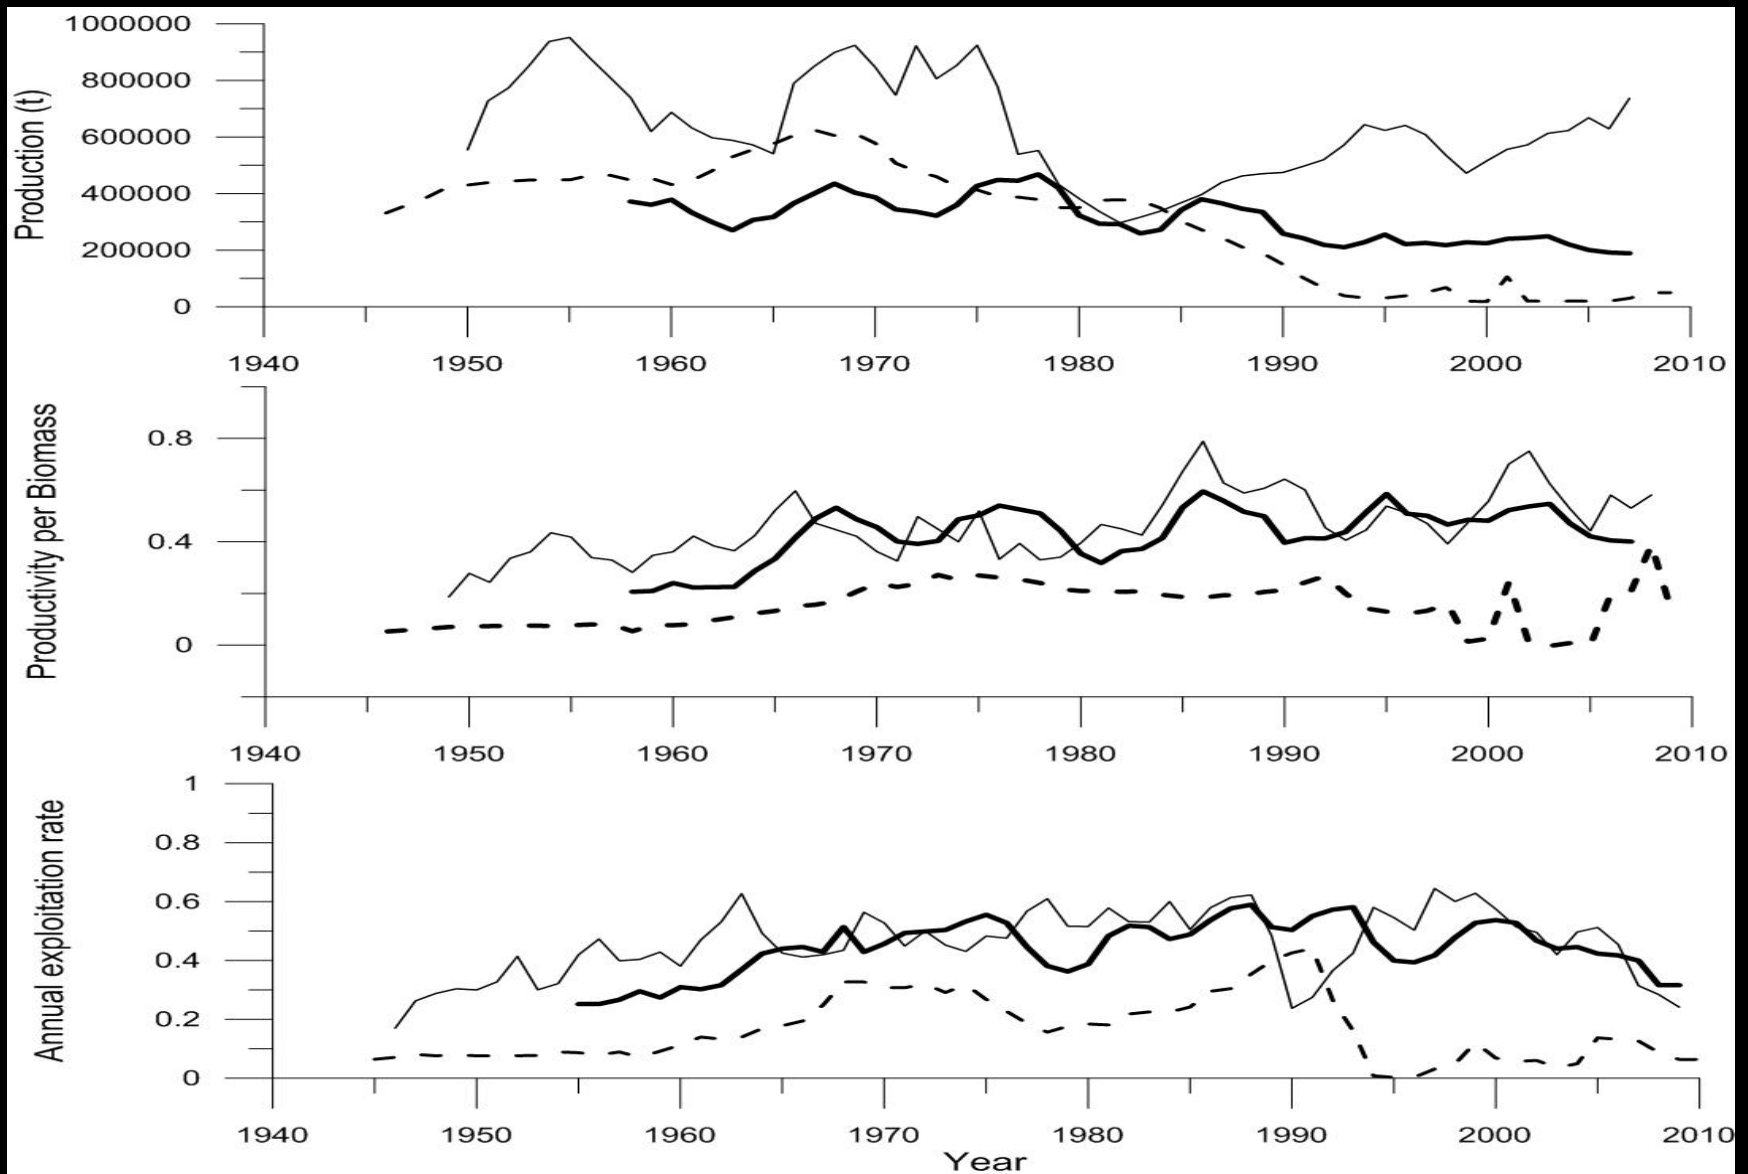 Production (t)
1000000
800000
600000
400000
200000
0
1940 1950 1960 1970 1980 1990 2000 2010
Productivity per Biomass
0.8
0.4
0
1940 1950 1960 1970 1980 1990 2000 2010
Annual exploitation rate
1
0.8
0.6
0.4
0.2
0
1940 1950 1960 1970 1980 1990 2000 2010
Year